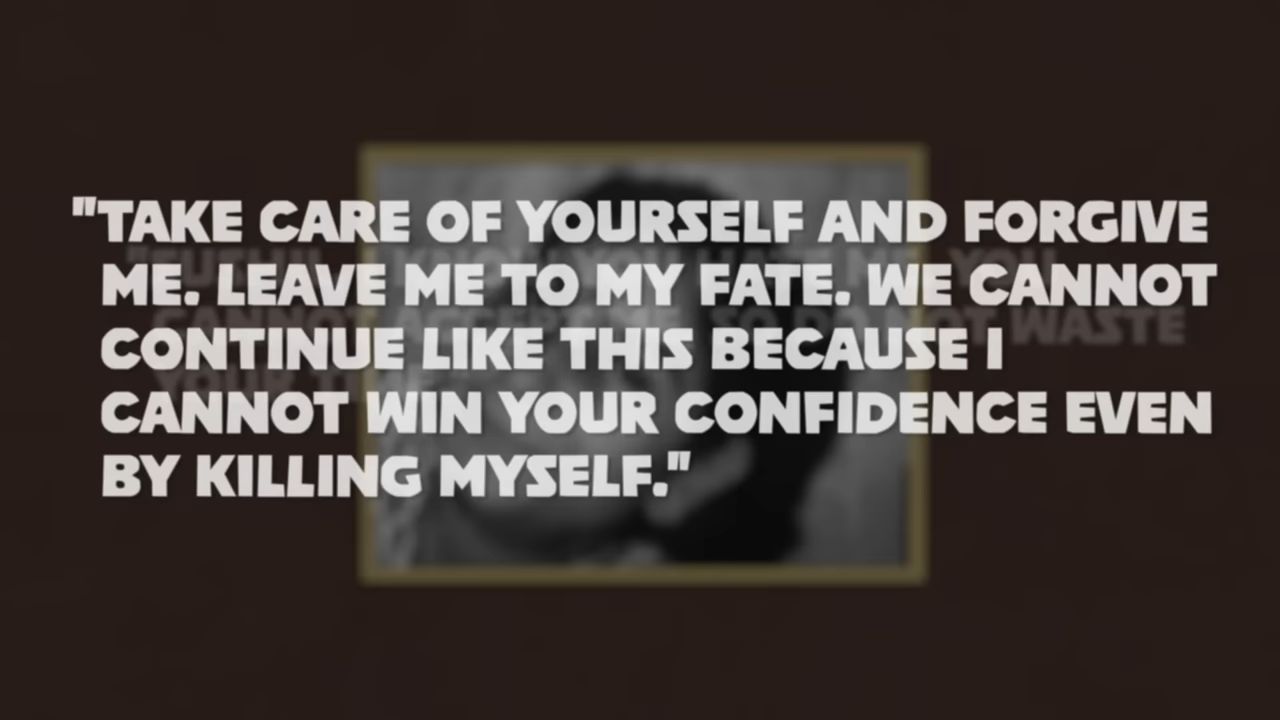 "TAKE CARE OF YOURSELF AND FORGIVE
ME. LEAVE ME TO MY FATE. WE CANNOT
CONTINUE LIKE THIS BECAUSE I
CANNOT WIN YOUR CONFIDENCE EVEN
BY KILLING MYSELF."
WASTE